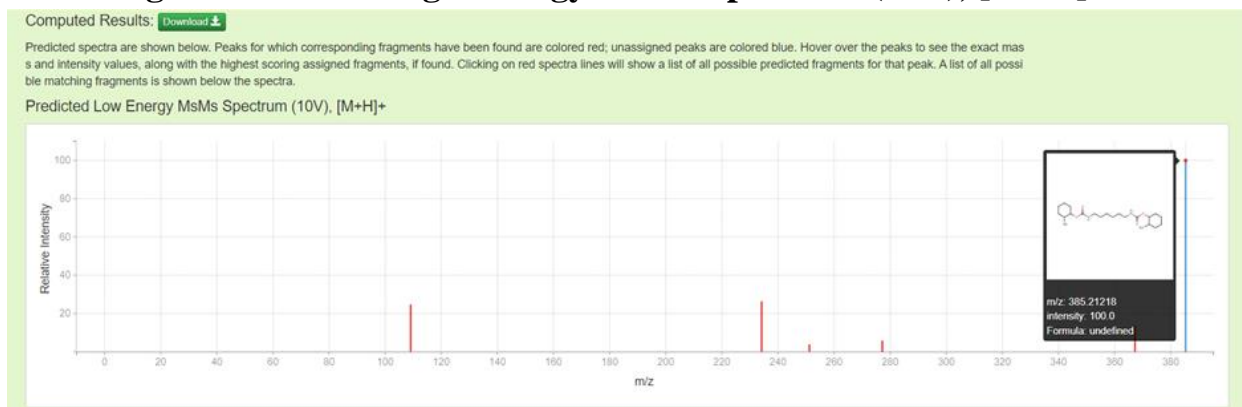 Computed Results: Download
Predicted spectra are shown below. Peaks for which corresponding fragments have been found are colored red; unassigned peaks are colored blue. Hover over the peaks to see the exact mas
s and intensity values, along with the highest scoring assigned fragments, if found. Clicking on red spectra lines will show a list of all possible predicted fragments for that peak. A list of all possi
ble matching fragments is shown below the spectra.
Predicted Low Energy MsMs Spectrum (10V), [M+H]+
100
80
60
40
20
Relative Intensity
m/z: 385.21218
intensity: 100.0
Formula: undefined
0 20 40 60 80 100 120 140 160 180 200 220 240 260 280 300 320 340 360 380
m/z